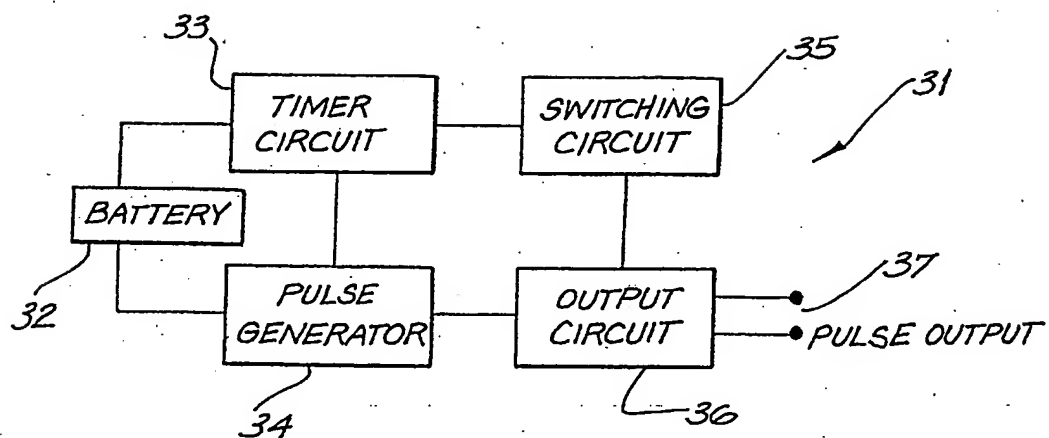 33
35
31
TIMER
CIRCUIT
SWITCHING
CIRCUIT
BATTERY
32
PULSE
GENERATOR
OUTPUT
CIRCUIT
37
PULSE OUTPUT
34
36